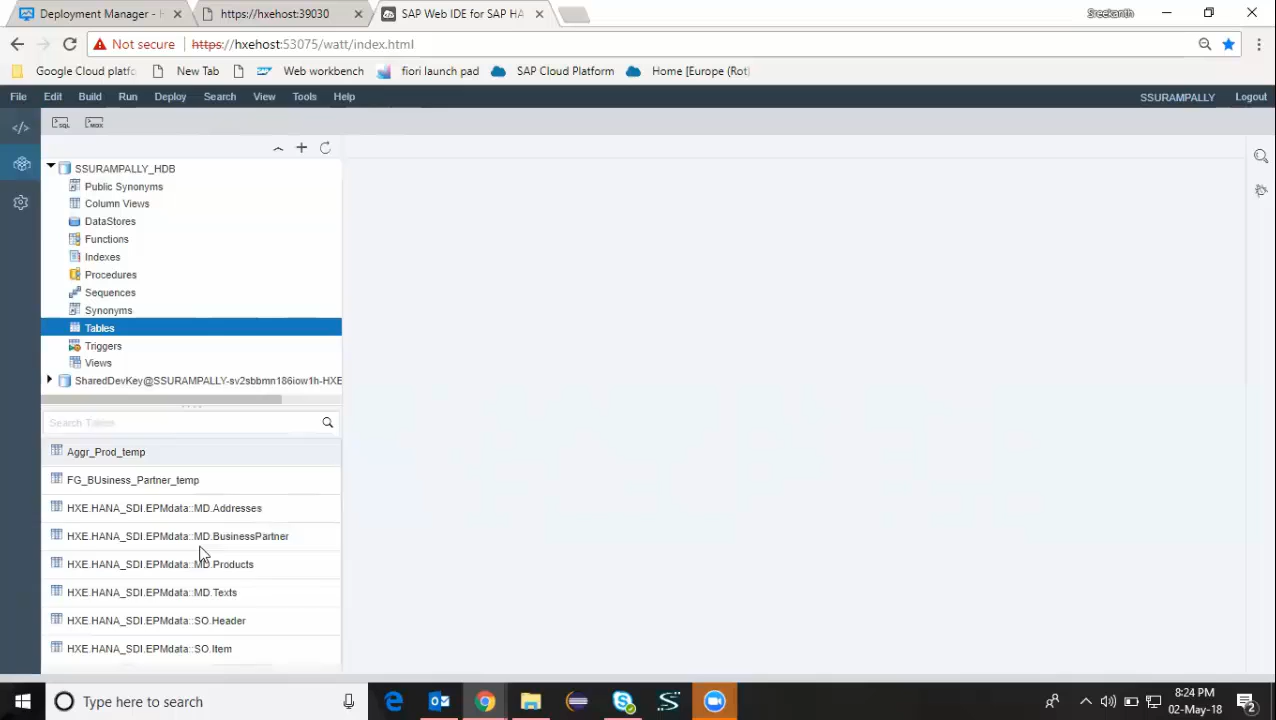 Deployment Manager - H
https://hxehost:39030
SAP Web IDE for SAP HA
Sreekanth
Not secure
https://hxehost:53075/watt/index.html
Google Cloud platfo
New Tab
Web workbench
fiori launch pad
SAP Cloud Platform
Home [Europe (Rot
File Edit Build Run Deploy Search View Tools Help
SSURAMPALLY Logout
SSURAMPALLY_HDB
Public Synonyms
Column Views
DataStores
Functions
Indexes
Procedures
Sequences
Synonyms
Tables
Triggers
Views
SharedDevKey@SSURAMPALLY-sv2sbbmn186iow1h-HXE
Search Tables
Aggr_Prod_temp
FG_BUsiness_Partner_temp
HXE.HANA_SDI.EPMdata::MD.Addresses
HXE.HANA_SDI.EPMdata::MD.BusinessPartner
HXE.HANA_SDI.EPMdata::MD.Products
HXE.HANA_SDI.EPMdata::MD.Texts
HXE.HANA_SDI.EPMdata::SO.Header
HXE.HANA_SDI.EPMdata::SO.Item
Type here to search
8:24 PM
02-May-18
2